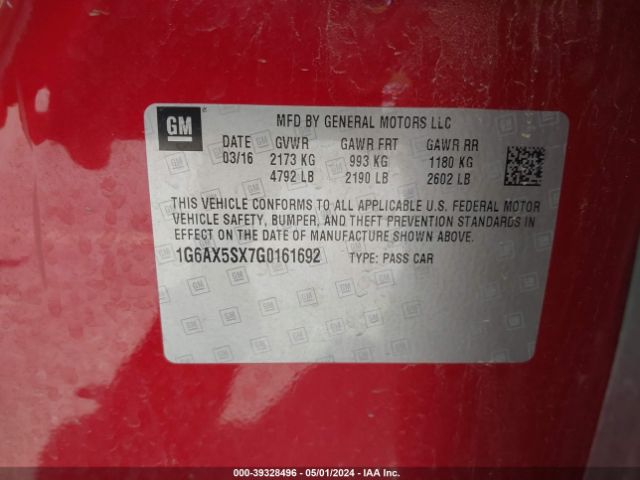 GM
MFD BY GENERAL MOTORS LLC
DATE GVWR GAWR FRT GAWR RR
03/16 2173 KG 993 KG 1180 KG
4792 LB 2190 LB 2602 LB
THIS VEHICLE CONFORMS TO ALL APPLICABLE U.S. FEDERAL MOTOR
VEHICLE SAFETY, BUMPER, AND THEFT PREVENTION STANDARDS IN
EFFECT ON THE DATE OF MANUFACTURE SHOWN ABOVE.
1G6AX5SX7G0161692 TYPE: PASS CAR
000-39328496 - 05/01/2024 - IAA Inc.